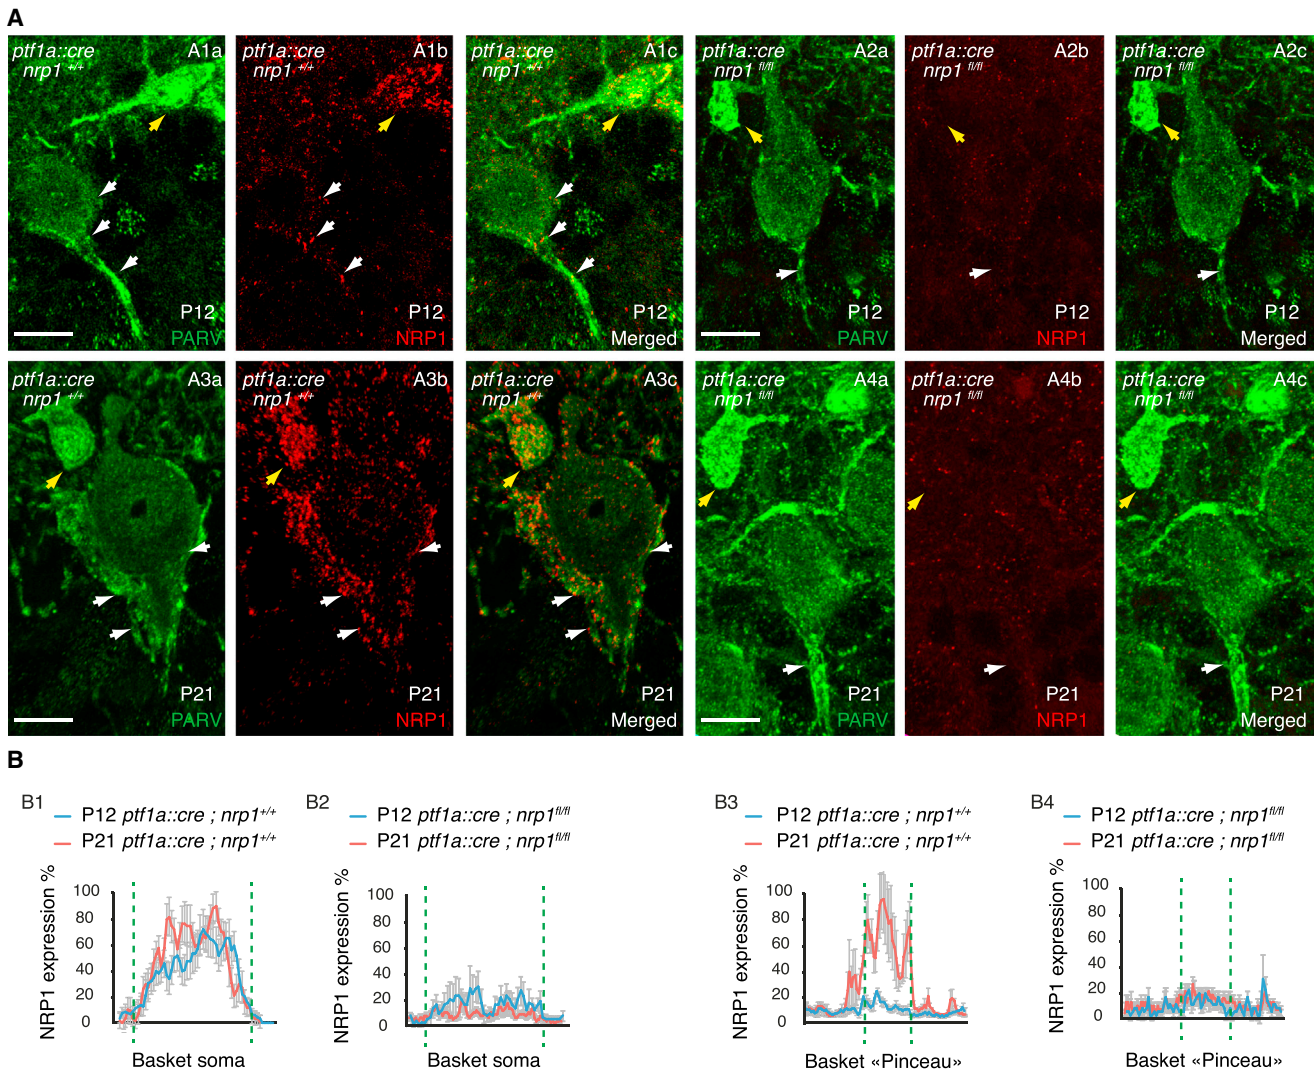 A
ptf1a::cre A1a
nrp1 +/+
P12
PARV
ptf1a::cre A1b
nrp1 +/+
P12
NRP1
ptf1a::cre A1c
nrp1 +/+
P12
Merged
ptf1a::cre A2a
nrp1 fl/fl
P12
PARV
ptf1a::cre A2b
nrp1 fl/fl
P12
NRP1
ptf1a::cre A2c
nrp1 fl/fl
P12
Merged
ptf1a::cre A3a
nrp1 +/+
P21
PARV
ptf1a::cre A3b
nrp1 +/+
P21
NRP1
ptf1a::cre A3c
nrp1 +/+
P21
Merged
ptf1a::cre A4a
nrp1 fl/fl
P21
PARV
ptf1a::cre A4b
nrp1 fl/fl
P21
NRP1
ptf1a::cre A4c
nrp1 fl/fl
P21
Merged
B
B1
P12 ptf1a::cre ; nrp1+/+
P21 ptf1a::cre ; nrp1+/+
NRP1 expression %
100
80
60
40
20
0
Basket soma
B2
P12 ptf1a::cre ; nrp1fl/fl
P21 ptf1a::cre ; nrp1fl/fl
NRP1 expression %
100
80
60
40
20
0
Basket soma
B3
P12 ptf1a::cre ; nrp1+/+
P21 ptf1a::cre ; nrp1+/+
NRP1 expression %
100
80
60
40
20
0
Basket «Pinceau»
B4
P12 ptf1a::cre ; nrp1fl/fl
P21 ptf1a::cre ; nrp1fl/fl
NRP1 expression %
100
80
60
40
20
0
Basket «Pinceau»